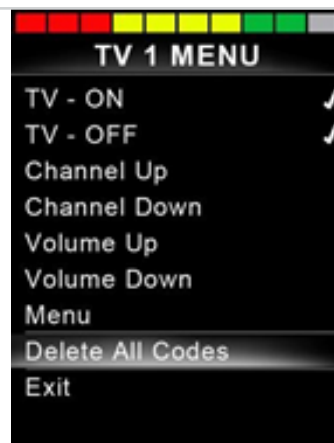 TV 1 MENU
TV - ON
TV - OFF
Channel Up
Channel Down
Volume Up
Volume Down
Menu
Delete All Codes
Exit